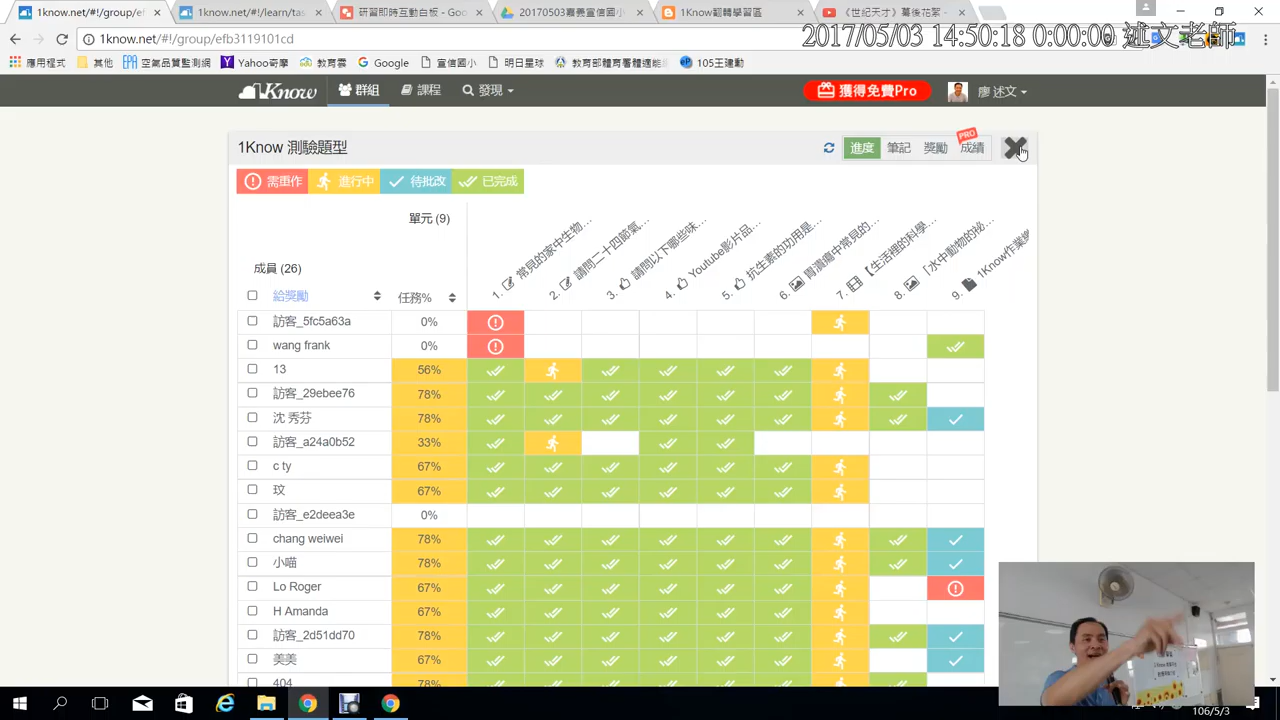 1know.net/#!/group/ef
1know.net/#!/learn/tas
研習即時互動白板 - Goo
20170503嘉義宣信國小
1Know翻轉學習區
《世紀天才》幕後花絮 -
1know.net/#!/group/efb3119101cd
2017/05/03 14:50:18 0:00:00 述文老師
應用程式 其他 空氣品質監測網 Yahoo奇摩 教育雲 Google 宣信國小 明日星球 教育部體育署體適能 105王建勳
1Know 群組 課程 發現 獲得免費Pro 廖 述文
1Know 測驗題型 進度 筆記 獎勵 成績 PRO
需重作 進行中 待批改 已完成
單元 (9)
成員 (26)
給獎勵 任務%
1. 常見的家中生物...
2. 請問二十四節氣...
3. 請問以下哪些味...
4. Youtube影片品...
5. 抗生素的功用是...
6. 胃潰瘍中常見的...
7. 【生活裡的科學...
8. 「水中動物的祕...
9. 1Know作業繳
訪客_5fc5a63a 0%
wang frank 0%
13 56%
訪客_29ebee76 78%
沈 秀芬 78%
訪客_a24a0b52 33%
c ty 67%
玟 67%
訪客_e2deea3e 0%
chang weiwei 78%
小喵 78%
Lo Roger 67%
H Amanda 67%
訪客_2d51dd70 78%
美美 67%
404 78%
106/5/3